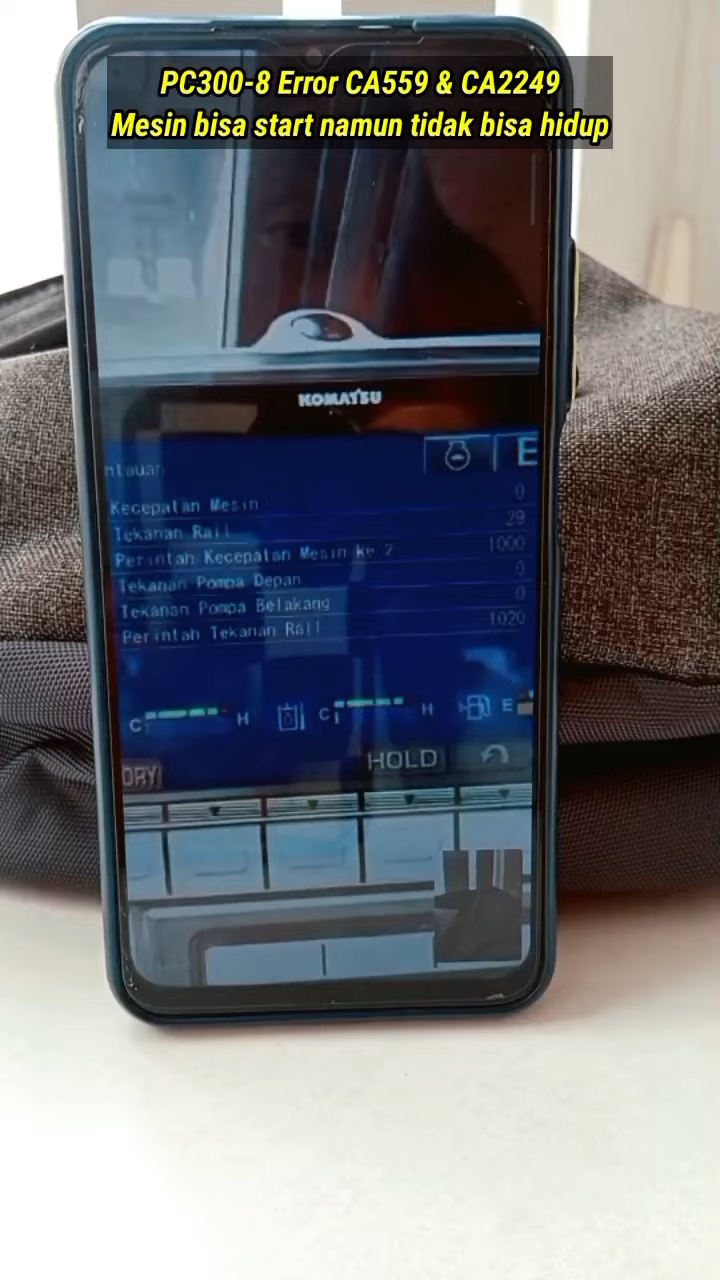 PC300-8 Error CA559 & CA2249
Mesin bisa start namun tidak bisa hidup
KOMATSU
ntauan E
Kecepatan Mesin 0
Tekanan Rail 29
Perintah Kecepatan Mesin ke 2 1000
Tekanan Pompa Depan 0
Tekanan Pompa Belakang 0
Perintah Tekanan Rail 1020
C H C H E
ORY HOLD